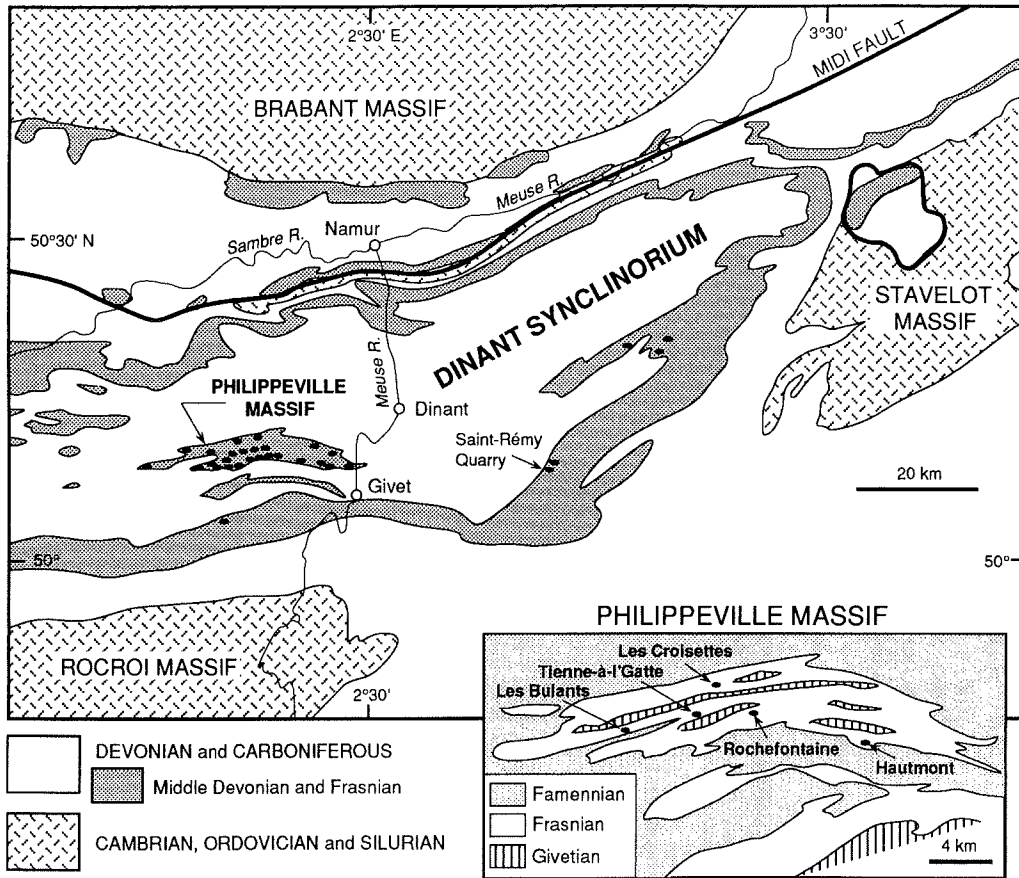 2°30' E
3°30'
MIDI FAULT
BRABANT MASSIF
Meuse R.
50°30' N
Sambre R.
Namur
DINANT SYNCLINORIUM
STAVELOT
MASSIF
Meuse R.
PHILIPPEVILLE
MASSIF
Dinant
Saint-Rémy
Quarry
20 km
Givet
50°
50°
ROCROI MASSIF
2°30'
PHILIPPEVILLE MASSIF
Les Croisettes
Tienne-à-l'Gatte
Les Bulants
Rochefontaine
Hautmont
Famennian
Frasnian
Givetian
4 km
DEVONIAN and CARBONIFEROUS
Middle Devonian and Frasnian
CAMBRIAN, ORDOVICIAN and SILURIAN